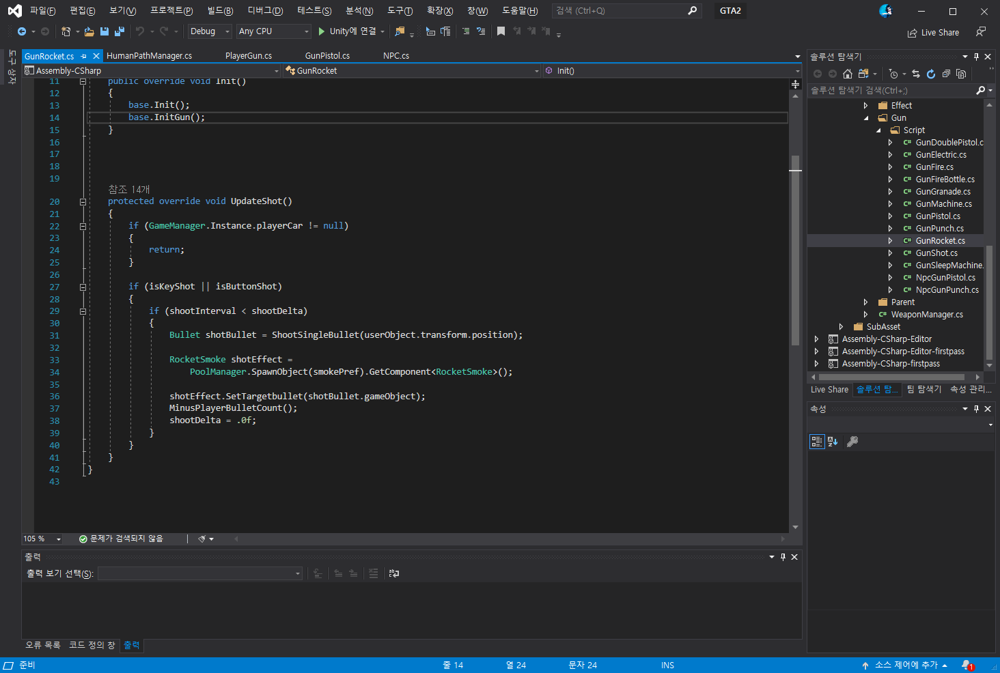 파일(F) 편집(E) 보기(V) 프로젝트(P) 빌드(B) 디버그(D) 테스트(S) 분석(N) 도구(T) 확장(X) 창(W) 도움말(H) 검색 (Ctrl+Q) GTA2
Debug Any CPU Unity에 연결 Live Share
도구 상자
GunRocket.cs HumanPathManager.cs PlayerGun.cs GunPistol.cs NPC.cs
Assembly-CSharp GunRocket Init()
11 public override void Init()
12 {
13 base.Init();
14 base.InitGun();
15 }
16
17
18
19
참조 14개
20 protected override void UpdateShot()
21 {
22 if (GameManager.Instance.playerCar != null)
23 {
24 return;
25 }
26
27 if (isKeyShot || isButtonShot)
28 {
29 if (shootInterval < shootDelta)
30 {
31 Bullet shotBullet = ShootSingleBullet(userObject.transform.position);
32
33 RocketSmoke shotEffect =
34 PoolManager.SpawnObject(smokePref).GetComponent<RocketSmoke>();
35
36 shotEffect.SetTargetbullet(shotBullet.gameObject);
37 MinusPlayerBulletCount();
38 shootDelta = .0f;
39 }
40 }
41 }
42 }
43
105 % 문제가 검색되지 않음
출력
출력 보기 선택(S):
오류 목록 코드 정의 창 출력
솔루션 탐색기
솔루션 탐색기 검색(Ctrl+;)
Effect
Gun
Script
C# GunDoublePistol.c
C# GunElectric.cs
C# GunFire.cs
C# GunFireBottle.cs
C# GunGranade.cs
C# GunMachine.cs
C# GunPistol.cs
C# GunPunch.cs
C# GunRocket.cs
C# GunShot.cs
C# GunSleepMachine.
C# NpcGunPistol.cs
C# NpcGunPunch.cs
Parent
C# WeaponManager.cs
SubAsset
Assembly-CSharp-Editor
Assembly-CSharp-Editor-firstpass
Assembly-CSharp-firstpass
Live Share 솔루션 탐... 팀 탐색기 속성 관리...
속성
준비 줄 14 열 24 문자 24 INS 소스 제어에 추가 1